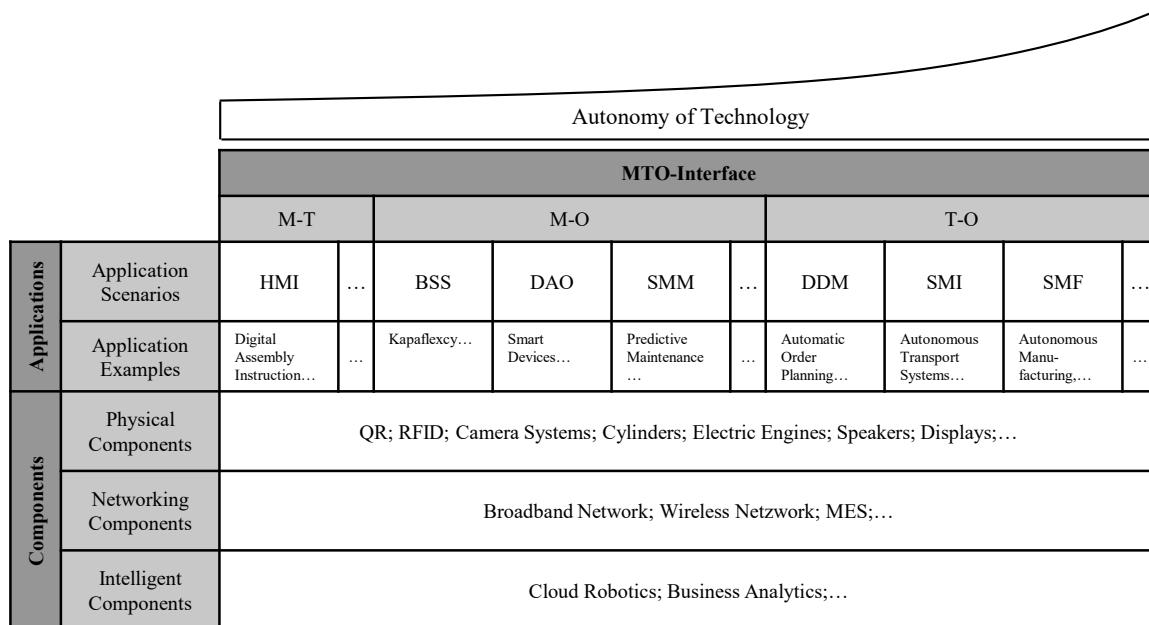 Autonomy of Technology
MTO-Interface
M-T
M-O
T-O
Applications
Application
Scenarios
HMI
…
BSS
DAO
SMM
…
DDM
SMI
SMF
…
Application
Examples
Digital
Assembly
Instruction…
…
Kapaflexcy…
Smart
Devices…
Predictive
Maintenance
…
…
Automatic
Order
Planning…
Autonomous
Transport
Systems…
Autonomous
Manu-
facturing,…
…
Components
Physical
Components
QR; RFID; Camera Systems; Cylinders; Electric Engines; Speakers; Displays;…
Networking
Components
Broadband Network; Wireless Netzwork; MES;…
Intelligent
Components
Cloud Robotics; Business Analytics;…